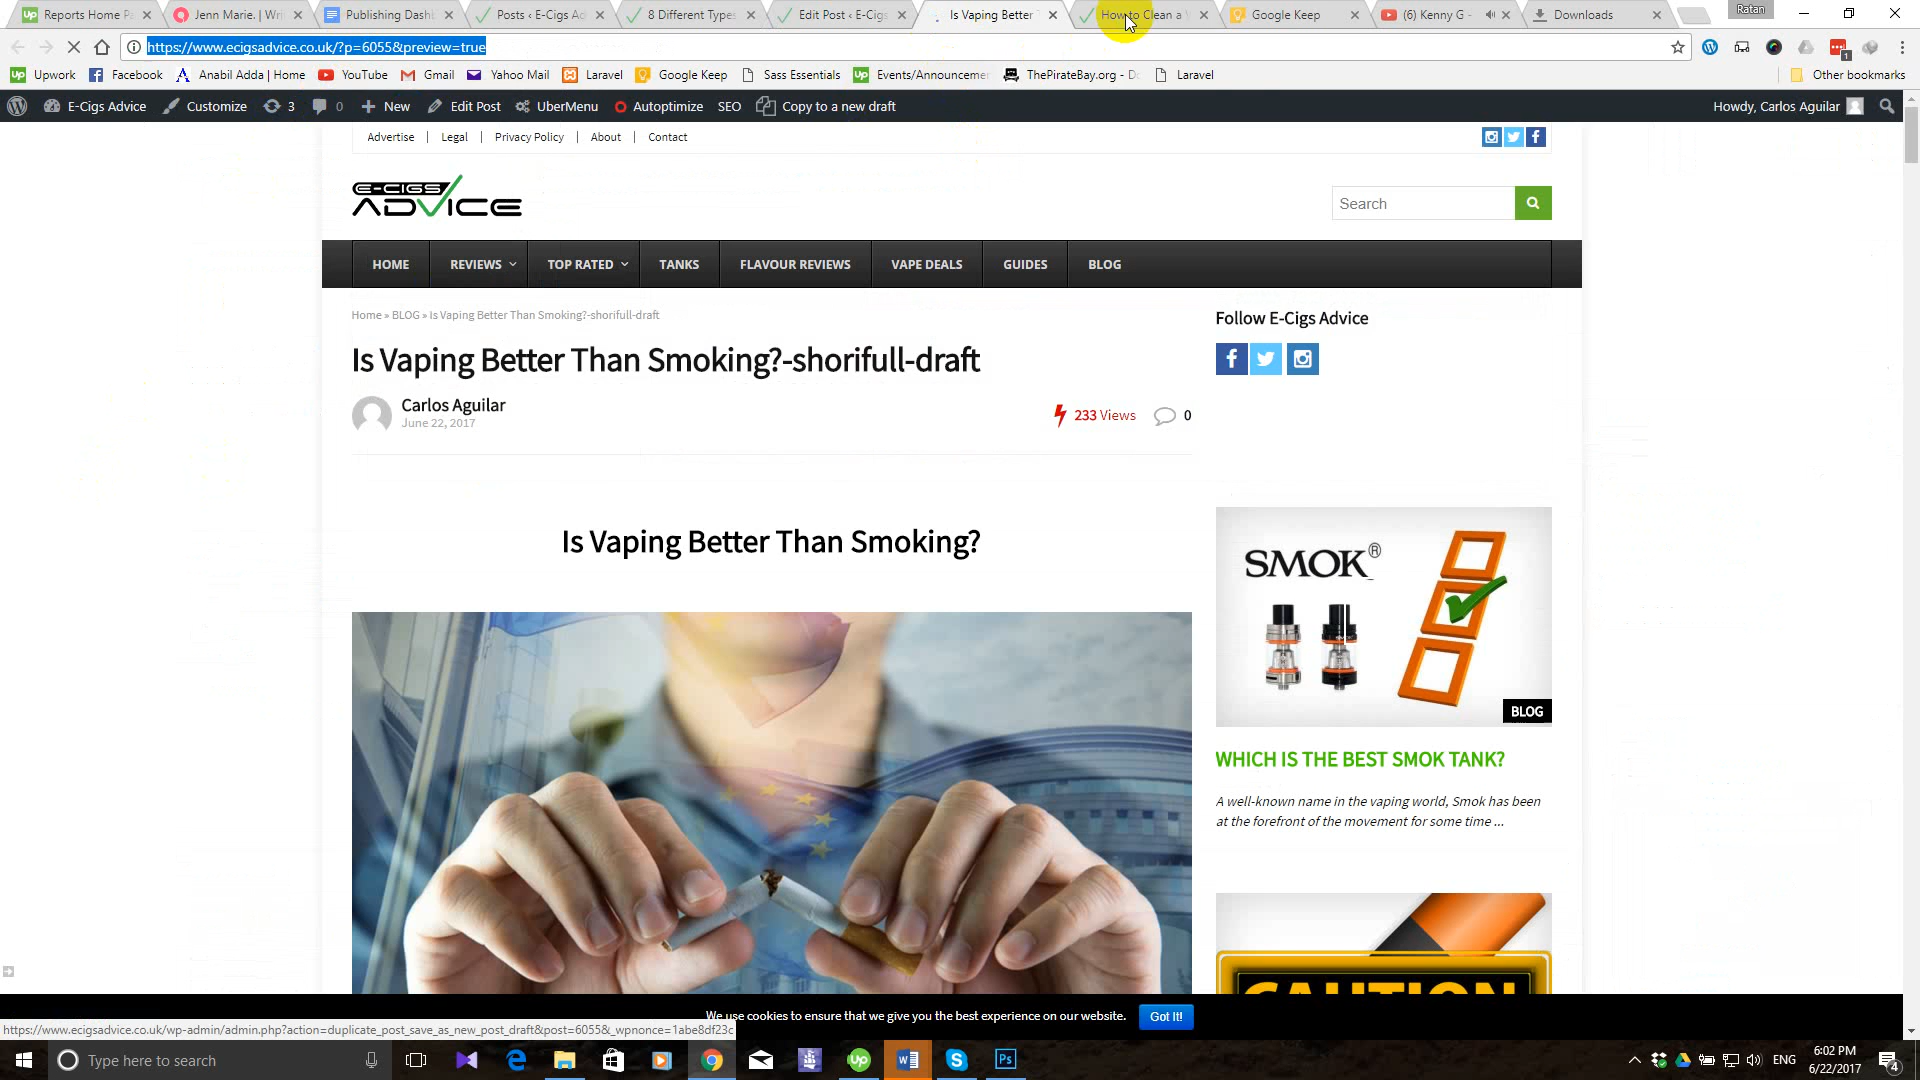 Reports Home Pa
Jenn Marie. | Wri
Publishing Dash
Posts ‹ E-Cigs Ad
8 Different Types
Edit Post ‹ E-Cigs
Is Vaping Better T
How to Clean a V
Google Keep
(6) Kenny G -
Downloads
Ratan
https://www.ecigsadvice.co.uk/?p=6055&preview=true
Upwork
Facebook
Anabil Adda | Home
YouTube
Gmail
Yahoo Mail
Laravel
Google Keep
Sass Essentials
Events/Announcemen
ThePirateBay.org - Do
Laravel
Other bookmarks
E-Cigs Advice
Customize
3
0
New
Edit Post
UberMenu
Autoptimize
SEO
Copy to a new draft
Howdy, Carlos Aguilar
Advertise | Legal | Privacy Policy | About | Contact
E-CIGS
ADVICE
Search
HOME
REVIEWS
TOP RATED
TANKS
FLAVOUR REVIEWS
VAPE DEALS
GUIDES
BLOG
Home » BLOG » Is Vaping Better Than Smoking?-shorifull-draft
Is Vaping Better Than Smoking?-shorifull-draft
Carlos Aguilar
June 22, 2017
233 Views
0
Is Vaping Better Than Smoking?
Follow E-Cigs Advice
SMOK®
BLOG
WHICH IS THE BEST SMOK TANK?
A well-known name in the vaping world, Smok has been
at the forefront of the movement for some time ...
CAUTION
We use cookies to ensure that we give you the best experience on our website.
Got it!
https://www.ecigsadvice.co.uk/wp-admin/admin.php?action=duplicate_post_save_as_new_post_draft&post=6055&_wpnonce=1abe8df23c
Type here to search
ENG
6:02 PM
6/22/2017
4